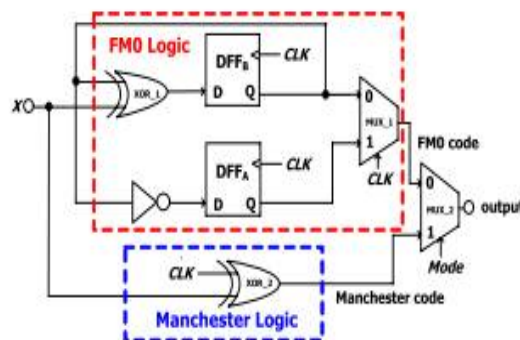 FM0 Logic
DFFB
CLK
D Q
XOR_1
X
0
MUX_1
1
CLK
FM0 code
DFFA
CLK
D Q
0
MUX_2
1
output
Mode
CLK
XOR_2
Manchester code
Manchester Logic